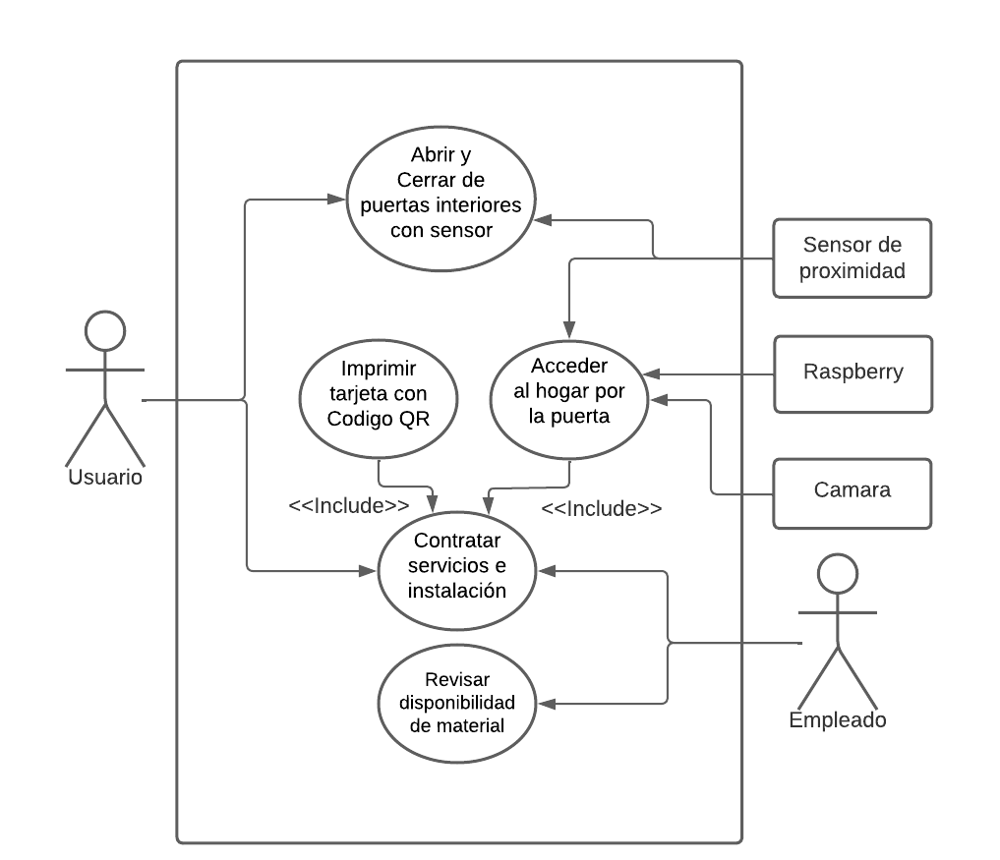 Abrir y
Cerrar de
puertas interiores
con sensor
Sensor de
proximidad
Imprimir
tarjeta con
Codigo QR
Acceder
al hogar por
la puerta
Raspberry
Usuario
Camara
<<Include>>
<<Include>>
Contratar
servicios e
instalación
Revisar
disponibilidad
de material
Empleado